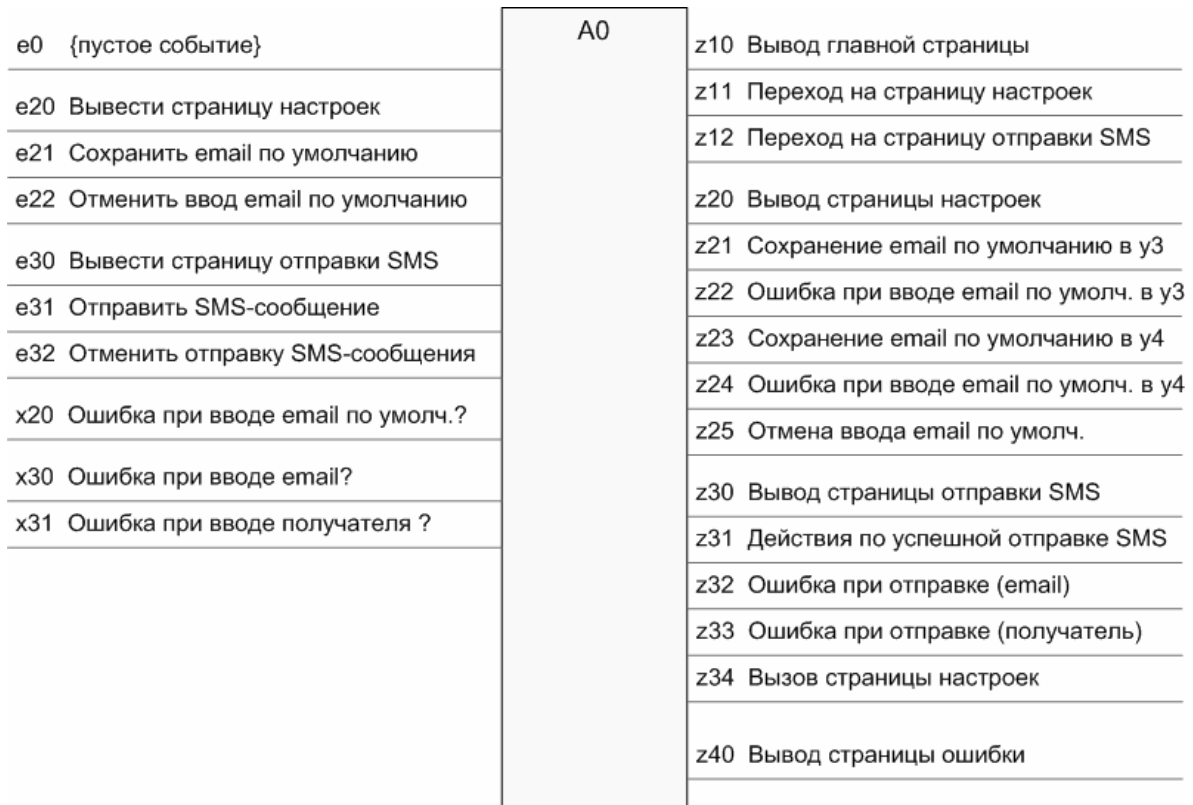 A0
e0 {пустое событие}
e20 Вывести страницу настроек
e21 Сохранить email по умолчанию
e22 Отменить ввод email по умолчанию
e30 Вывести страницу отправки SMS
e31 Отправить SMS-сообщение
e32 Отменить отправку SMS-сообщения
x20 Ошибка при вводе email по умолч.?
x30 Ошибка при вводе email?
x31 Ошибка при вводе получателя ?
z10 Вывод главной страницы
z11 Переход на страницу настроек
z12 Переход на страницу отправки SMS
z20 Вывод страницы настроек
z21 Сохранение email по умолчанию в y3
z22 Ошибка при вводе email по умолч. в y3
z23 Сохранение email по умолчанию в y4
z24 Ошибка при вводе email по умолч. в y4
z25 Отмена ввода email по умолч.
z30 Вывод страницы отправки SMS
z31 Действия по успешной отправке SMS
z32 Ошибка при отправке (email)
z33 Ошибка при отправке (получатель)
z34 Вызов страницы настроек
z40 Вывод страницы ошибки